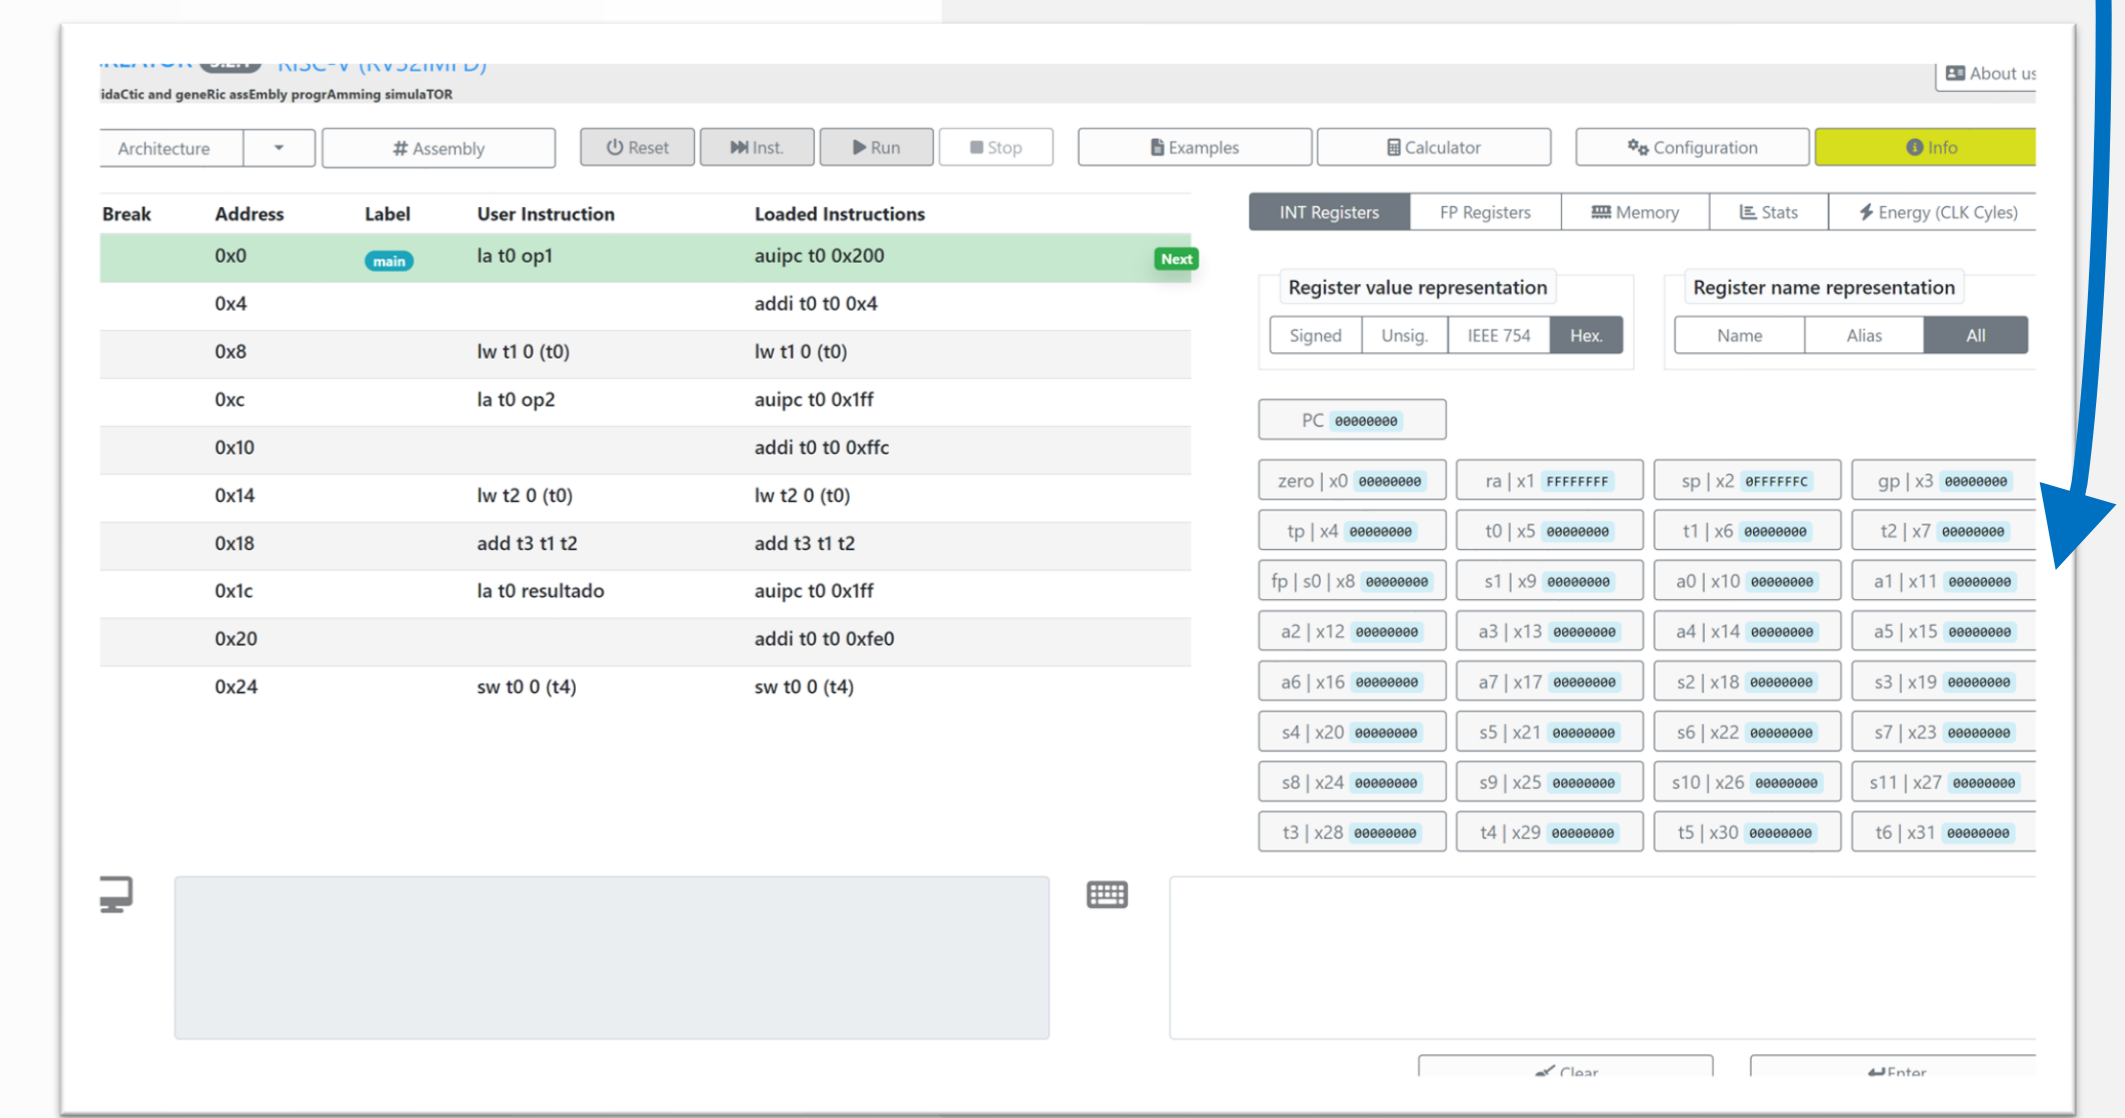 CREATOR 3.2.1 RISC-V (RV32IMFD)
idaCtic and geneRic assEmbly progrAmming simulaTOR
About us
Architecture
# Assembly
Reset
Inst.
Run
Stop
Examples
Calculator
Configuration
Info
Break Address Label User Instruction Loaded Instructions
0x0 main la t0 op1 auipc t0 0x200 Next
0x4 addi t0 t0 0x4
0x8 lw t1 0 (t0) lw t1 0 (t0)
0xc la t0 op2 auipc t0 0x1ff
0x10 addi t0 t0 0xffc
0x14 lw t2 0 (t0) lw t2 0 (t0)
0x18 add t3 t1 t2 add t3 t1 t2
0x1c la t0 resultado auipc t0 0x1ff
0x20 addi t0 t0 0xfe0
0x24 sw t0 0 (t4) sw t0 0 (t4)
INT Registers FP Registers Memory Stats Energy (CLK Cyles)
Register value representation
Signed Unsig. IEEE 754 Hex.
Register name representation
Name Alias All
PC 00000000
zero | x0 00000000 ra | x1 FFFFFFFF sp | x2 0FFFFFFC gp | x3 00000000
tp | x4 00000000 t0 | x5 00000000 t1 | x6 00000000 t2 | x7 00000000
fp | s0 | x8 00000000 s1 | x9 00000000 a0 | x10 00000000 a1 | x11 00000000
a2 | x12 00000000 a3 | x13 00000000 a4 | x14 00000000 a5 | x15 00000000
a6 | x16 00000000 a7 | x17 00000000 s2 | x18 00000000 s3 | x19 00000000
s4 | x20 00000000 s5 | x21 00000000 s6 | x22 00000000 s7 | x23 00000000
s8 | x24 00000000 s9 | x25 00000000 s10 | x26 00000000 s11 | x27 00000000
t3 | x28 00000000 t4 | x29 00000000 t5 | x30 00000000 t6 | x31 00000000
Clear
Enter